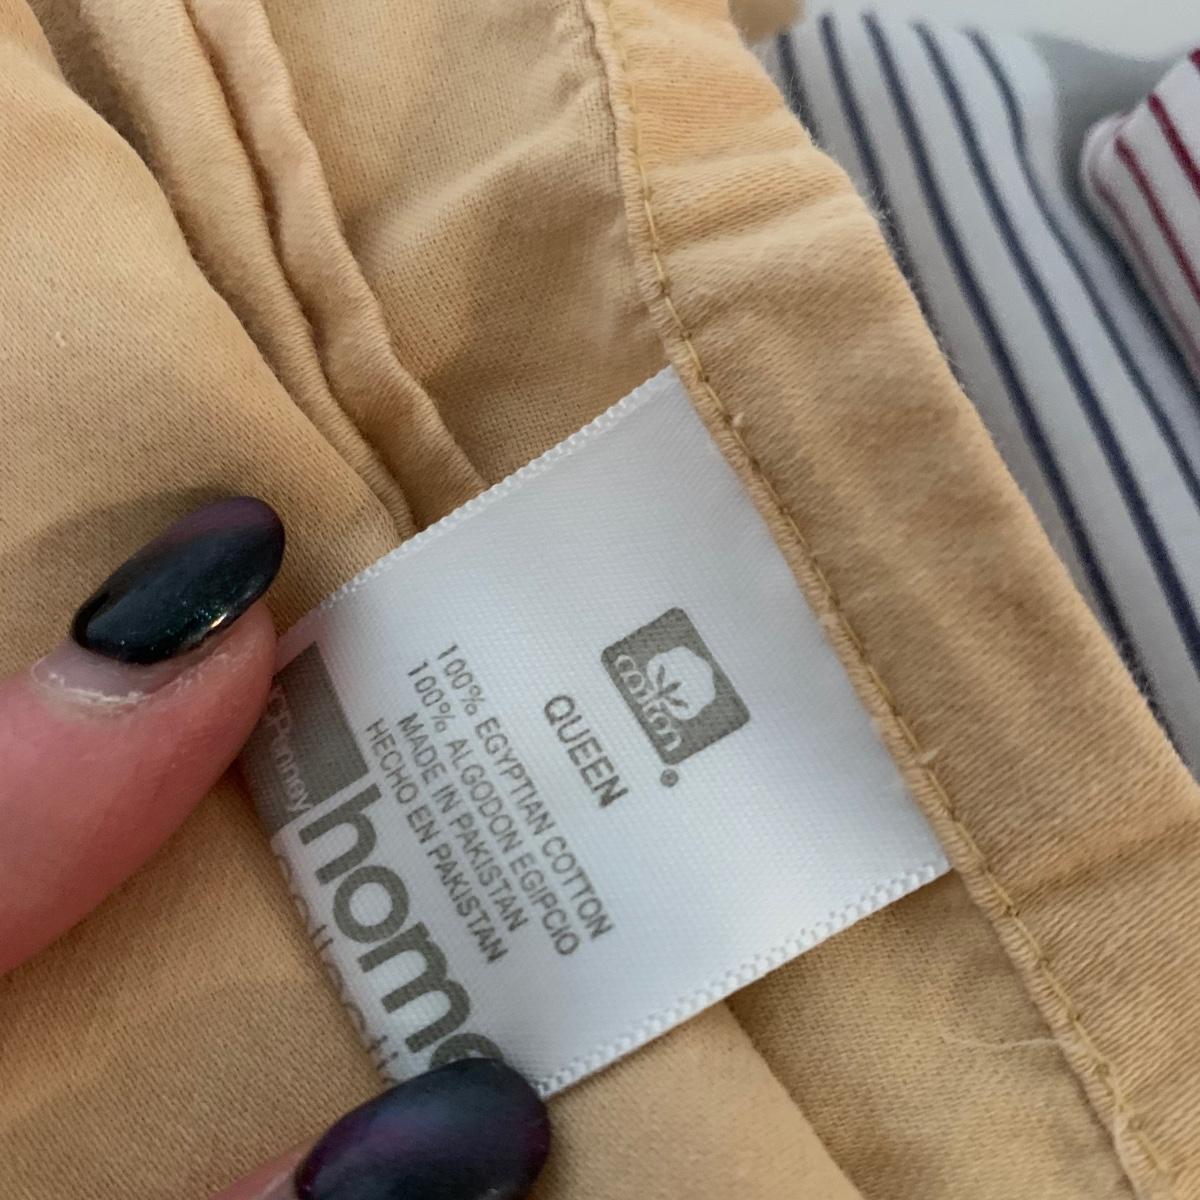 cotton®
QUEEN
100% EGYPTIAN COTTON
100% ALGODON EGIPCIO
MADE IN PAKISTAN
HECHO EN PAKISTAN
JCPenney
home